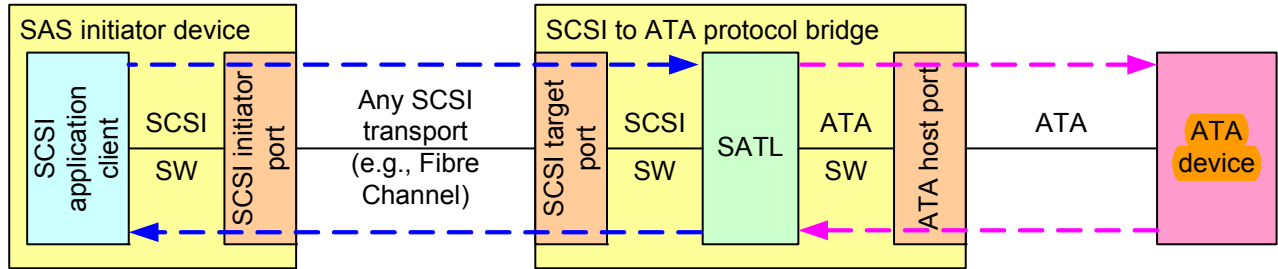 SAS initiator device
SCSI to ATA protocol bridge
SCSI
application
client
SCSI
SW
SCSI initiator
port
Any SCSI
transport
(e.g., Fibre
Channel)
SCSI target
port
SCSI
SW
SATL
ATA
SW
ATA host port
ATA
ATA
device